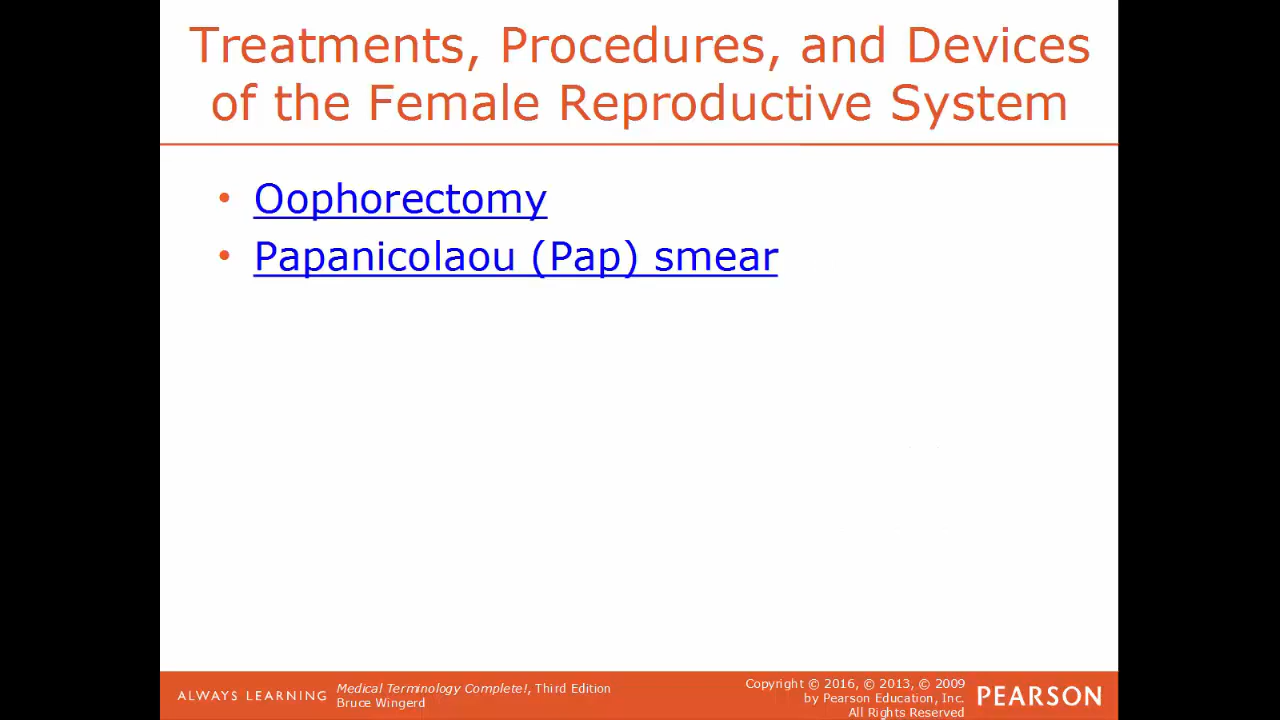 Treatments, Procedures, and Devices
of the Female Reproductive System
• Oophorectomy
• Papanicolaou (Pap) smear
ALWAYS LEARNING
Medical Terminology Complete!, Third Edition
Bruce Wingerd
Copyright © 2016, © 2013, © 2009
by Pearson Education, Inc.
All Rights Reserved
PEARSON